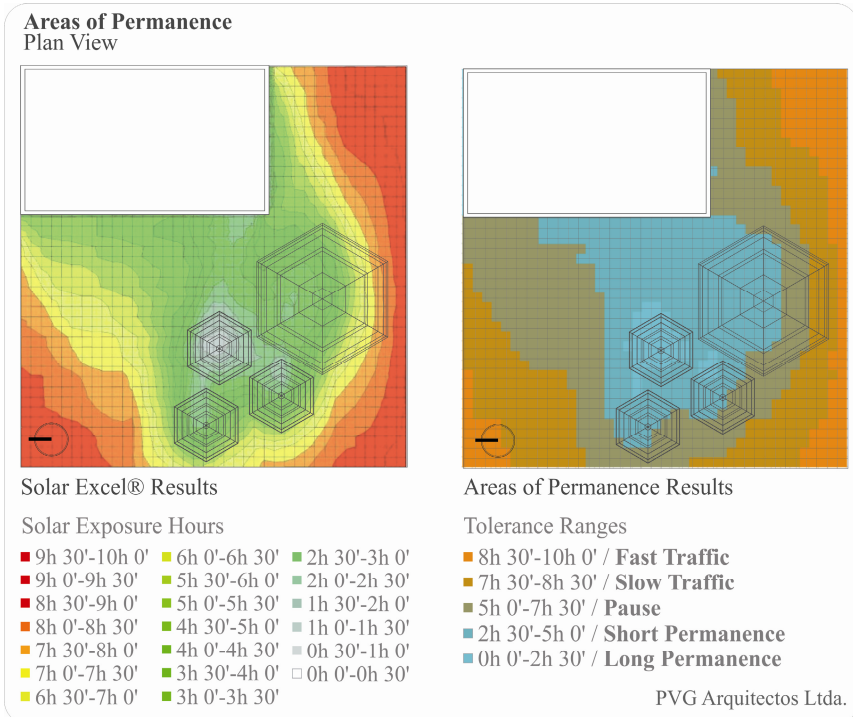 Areas of Permanence
Plan View
Solar Excel® Results
Solar Exposure Hours
9h 30'-10h 0'
9h 0'-9h 30'
8h 30'-9h 0'
8h 0'-8h 30'
7h 30'-8h 0'
7h 0'-7h 30'
6h 30'-7h 0'
6h 0'-6h 30'
5h 30'-6h 0'
5h 0'-5h 30'
4h 30'-5h 0'
4h 0'-4h 30'
3h 30'-4h 0'
3h 0'-3h 30'
2h 30'-3h 0'
2h 0'-2h 30'
1h 30'-2h 0'
1h 0'-1h 30'
0h 30'-1h 0'
0h 0'-0h 30'
Areas of Permanence Results
Tolerance Ranges
8h 30'-10h 0' / Fast Traffic
7h 30'-8h 30' / Slow Traffic
5h 0'-7h 30' / Pause
2h 30'-5h 0' / Short Permanence
0h 0'-2h 30' / Long Permanence
PVG Arquitectos Ltda.